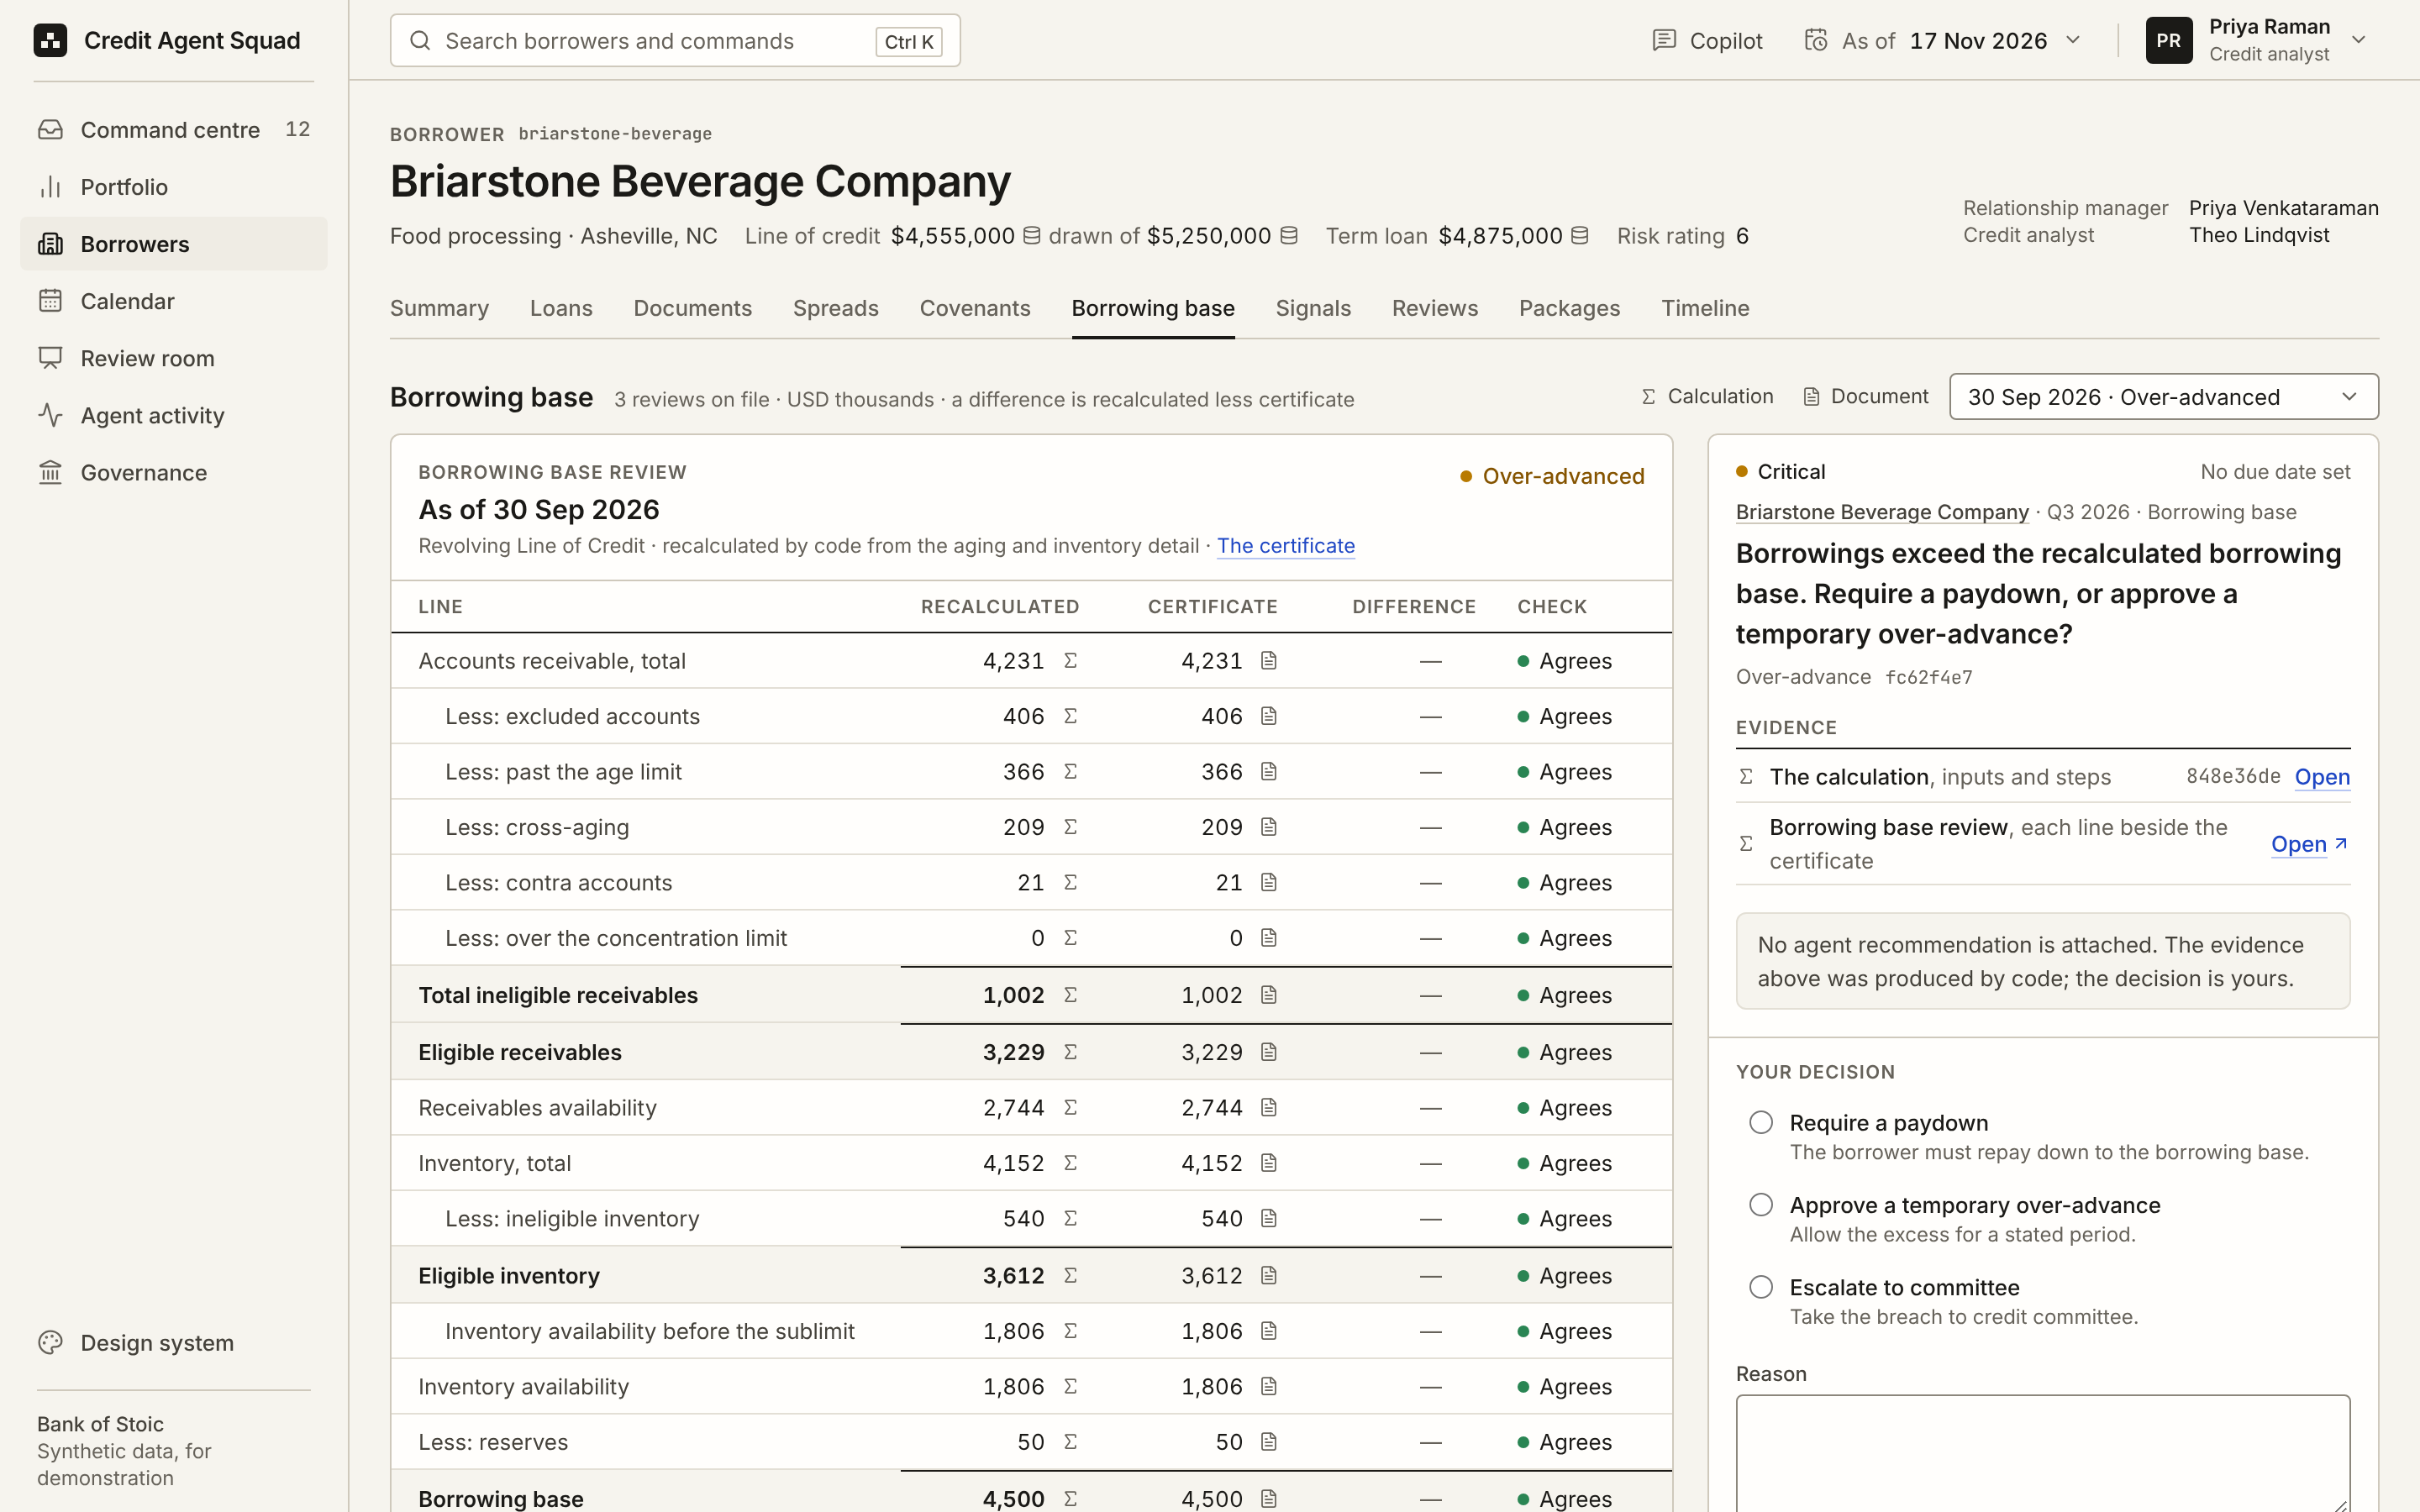 Credit Agent Squad
Search borrowers and commands
Ctrl K
Copilot
As of 17 Nov 2026
PR
Priya Raman
Credit analyst
Command centre 12
Portfolio
Borrowers
Calendar
Review room
Agent activity
Governance
Design system
Bank of Stoic
Synthetic data, for
demonstration
BORROWER briarstone-beverage
Briarstone Beverage Company
Food processing · Asheville, NC Line of credit $4,555,000 drawn of $5,250,000 Term loan $4,875,000 Risk rating 6
Relationship manager Priya Venkataraman
Credit analyst Theo Lindqvist
Summary Loans Documents Spreads Covenants Borrowing base Signals Reviews Packages Timeline
Borrowing base 3 reviews on file · USD thousands · a difference is recalculated less certificate
Σ Calculation Document 30 Sep 2026 · Over-advanced
BORROWING BASE REVIEW
Over-advanced
As of 30 Sep 2026
Revolving Line of Credit · recalculated by code from the aging and inventory detail · The certificate
LINE RECALCULATED CERTIFICATE DIFFERENCE CHECK
Accounts receivable, total 4,231 Σ 4,231 — Agrees
Less: excluded accounts 406 Σ 406 — Agrees
Less: past the age limit 366 Σ 366 — Agrees
Less: cross-aging 209 Σ 209 — Agrees
Less: contra accounts 21 Σ 21 — Agrees
Less: over the concentration limit 0 Σ 0 — Agrees
Total ineligible receivables 1,002 Σ 1,002 — Agrees
Eligible receivables 3,229 Σ 3,229 — Agrees
Receivables availability 2,744 Σ 2,744 — Agrees
Inventory, total 4,152 Σ 4,152 — Agrees
Less: ineligible inventory 540 Σ 540 — Agrees
Eligible inventory 3,612 Σ 3,612 — Agrees
Inventory availability before the sublimit 1,806 Σ 1,806 — Agrees
Inventory availability 1,806 Σ 1,806 — Agrees
Less: reserves 50 Σ 50 — Agrees
Borrowing base 4,500 Σ 4,500 — Agrees
Critical
No due date set
Briarstone Beverage Company · Q3 2026 · Borrowing base
Borrowings exceed the recalculated borrowing
base. Require a paydown, or approve a
temporary over-advance?
Over-advance fc62f4e7
EVIDENCE
Σ The calculation, inputs and steps 848e36de Open
Σ Borrowing base review, each line beside the
certificate
Open
No agent recommendation is attached. The evidence
above was produced by code; the decision is yours.
YOUR DECISION
Require a paydown
The borrower must repay down to the borrowing base.
Approve a temporary over-advance
Allow the excess for a stated period.
Escalate to committee
Take the breach to credit committee.
Reason